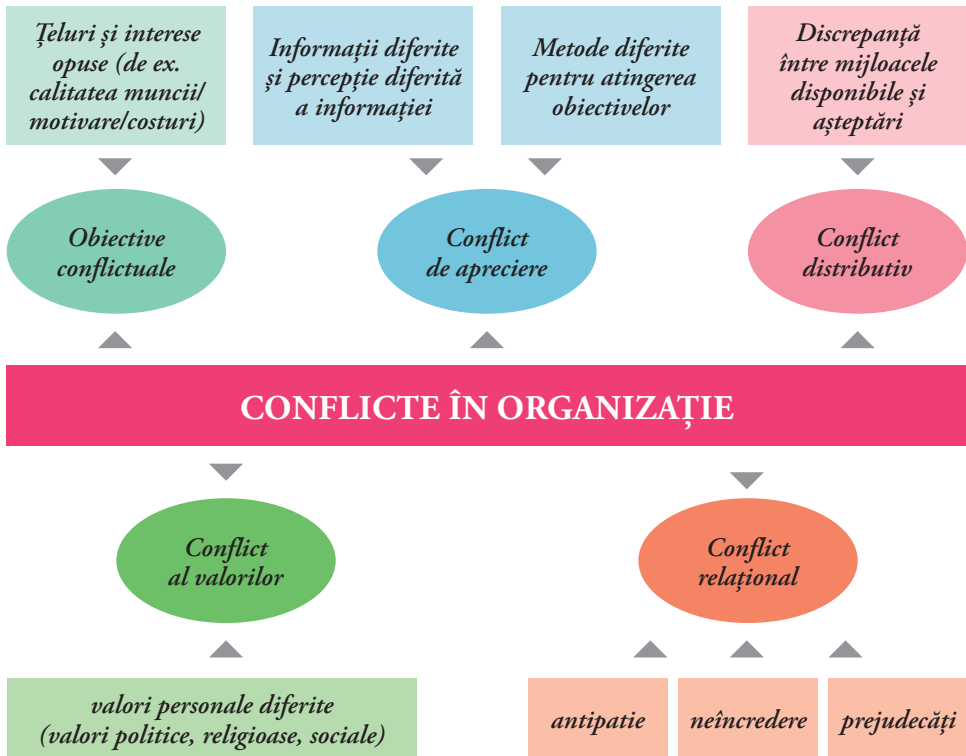 Țeluri și interese
opuse (de ex.
calitatea muncii/
motivare/costuri)
Informații diferite
și percepție diferită
a informației
Metode diferite
pentru atingerea
obiectivelor
Discrepanță
între mijloacele
disponibile și
așteptări
Obiective
conflictuale
Conflict
de apreciere
Conflict
distributiv
CONFLICTE ÎN ORGANIZAȚIE
Conflict
al valorilor
Conflict
relațional
valori personale diferite
(valori politice, religioase, sociale)
antipatie
neîncredere
prejudecăți